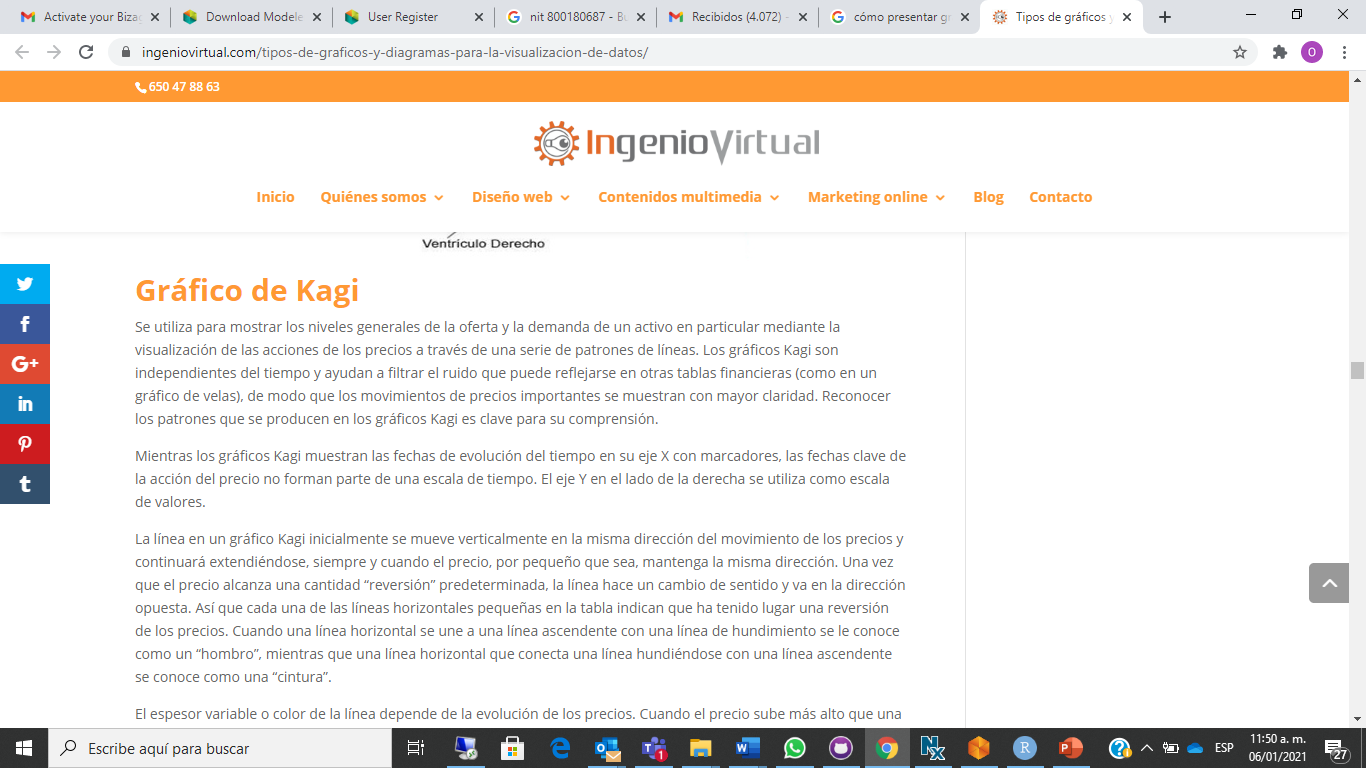 Activate your Biza
Download Modele
User Register
nit 800180687 - Bu
Recibidos (4.072) -
cómo presentar gr
Tipos de gráficos y
ingeniovirtual.com/tipos-de-graficos-y-diagramas-para-la-visualizacion-de-datos/
O
650 47 88 63
IngenioVirtual
Inicio Quiénes somos Diseño web Contenidos multimedia Marketing online Blog Contacto
Ventrículo Derecho
Gráfico de Kagi
Se utiliza para mostrar los niveles generales de la oferta y la demanda de un activo en particular mediante la
visualización de las acciones de los precios a través de una serie de patrones de líneas. Los gráficos Kagi son
independientes del tiempo y ayudan a filtrar el ruido que puede reflejarse en otras tablas financieras (como en un
gráfico de velas), de modo que los movimientos de precios importantes se muestran con mayor claridad. Reconocer
los patrones que se producen en los gráficos Kagi es clave para su comprensión.
Mientras los gráficos Kagi muestran las fechas de evolución del tiempo en su eje X con marcadores, las fechas clave de
la acción del precio no forman parte de una escala de tiempo. El eje Y en el lado de la derecha se utiliza como escala
de valores.
La línea en un gráfico Kagi inicialmente se mueve verticalmente en la misma dirección del movimiento de los precios y
continuará extendiéndose, siempre y cuando el precio, por pequeño que sea, mantenga la misma dirección. Una vez
que el precio alcanza una cantidad “reversión” predeterminada, la línea hace un cambio de sentido y va en la dirección
opuesta. Así que cada una de las líneas horizontales pequeñas en la tabla indican que ha tenido lugar una reversión
de los precios. Cuando una línea horizontal se une a una línea ascendente con una línea de hundimiento se le conoce
como un “hombro”, mientras que una línea horizontal que conecta una línea hundiéndose con una línea ascendente
se conoce como una “cintura”.
El espesor variable o color de la línea depende de la evolución de los precios. Cuando el precio sube más alto que una
Escribe aquí para buscar
ESP
11:50 a. m.
06/01/2021
27